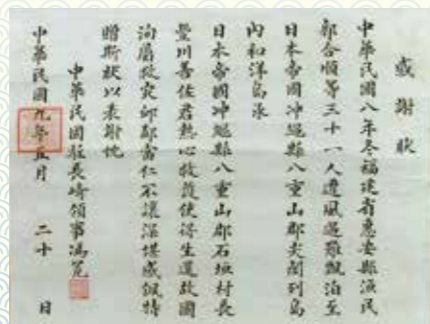 感謝狀
中華民國八年冬福建省惠安縣漁民
郭合順等三十一人遭風遇難飄泊至
日本帝國冲繩縣八重山郡尖閣列島
內和洋島承
日本帝國冲繩縣八重山郡石垣村長
豐川善佐君熱心救護使得生還故國
洵屬救災恤鄰當仁不讓深堪感佩特
贈斯狀以表謝忱
中華民國駐長崎領事馮冕
中華民國九年五月 二十 日